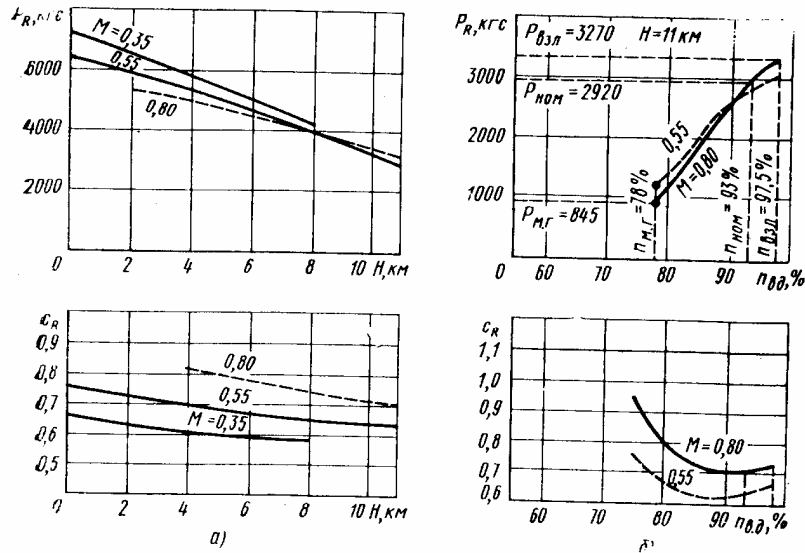 P_R, кгс
M = 0,35
0,55
0,80
6000
4000
2000
0 2 4 6 8 10 H, км
P_R, кгс
P_взл = 3270 H = 11 км
P_ном = 2920
P_м.г = 845
3000
2000
1000
0 60 70 80 90 100 n_вд, %
0,55
M = 0,80
n_м.г = 78 %
n_ном = 93 %
n_взл = 97,5 %
c_R
0,9
0,8
0,7
0,6
0,5
0 2 4 6 8 10 H, км
0,80
0,55
M = 0,35
а)
c_R
1,1
1,0
0,9
0,8
0,7
0,6
60 70 80 90 n_в.д, %
M = 0,80
0,55
б)